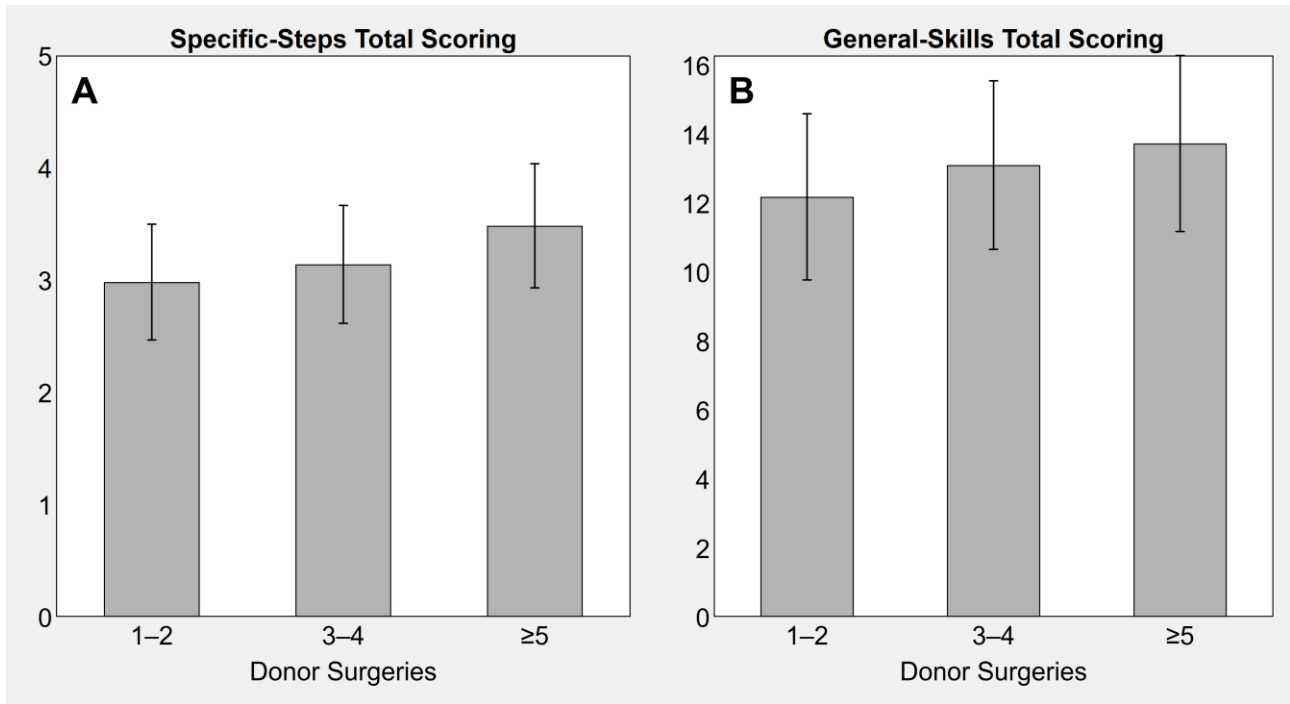 Specific-Steps Total Scoring
A
5
4
3
2
1
0
1–2 3–4 ≥5
Donor Surgeries
General-Skills Total Scoring
B
16
14
12
10
8
6
4
2
0
1–2 3–4 ≥5
Donor Surgeries